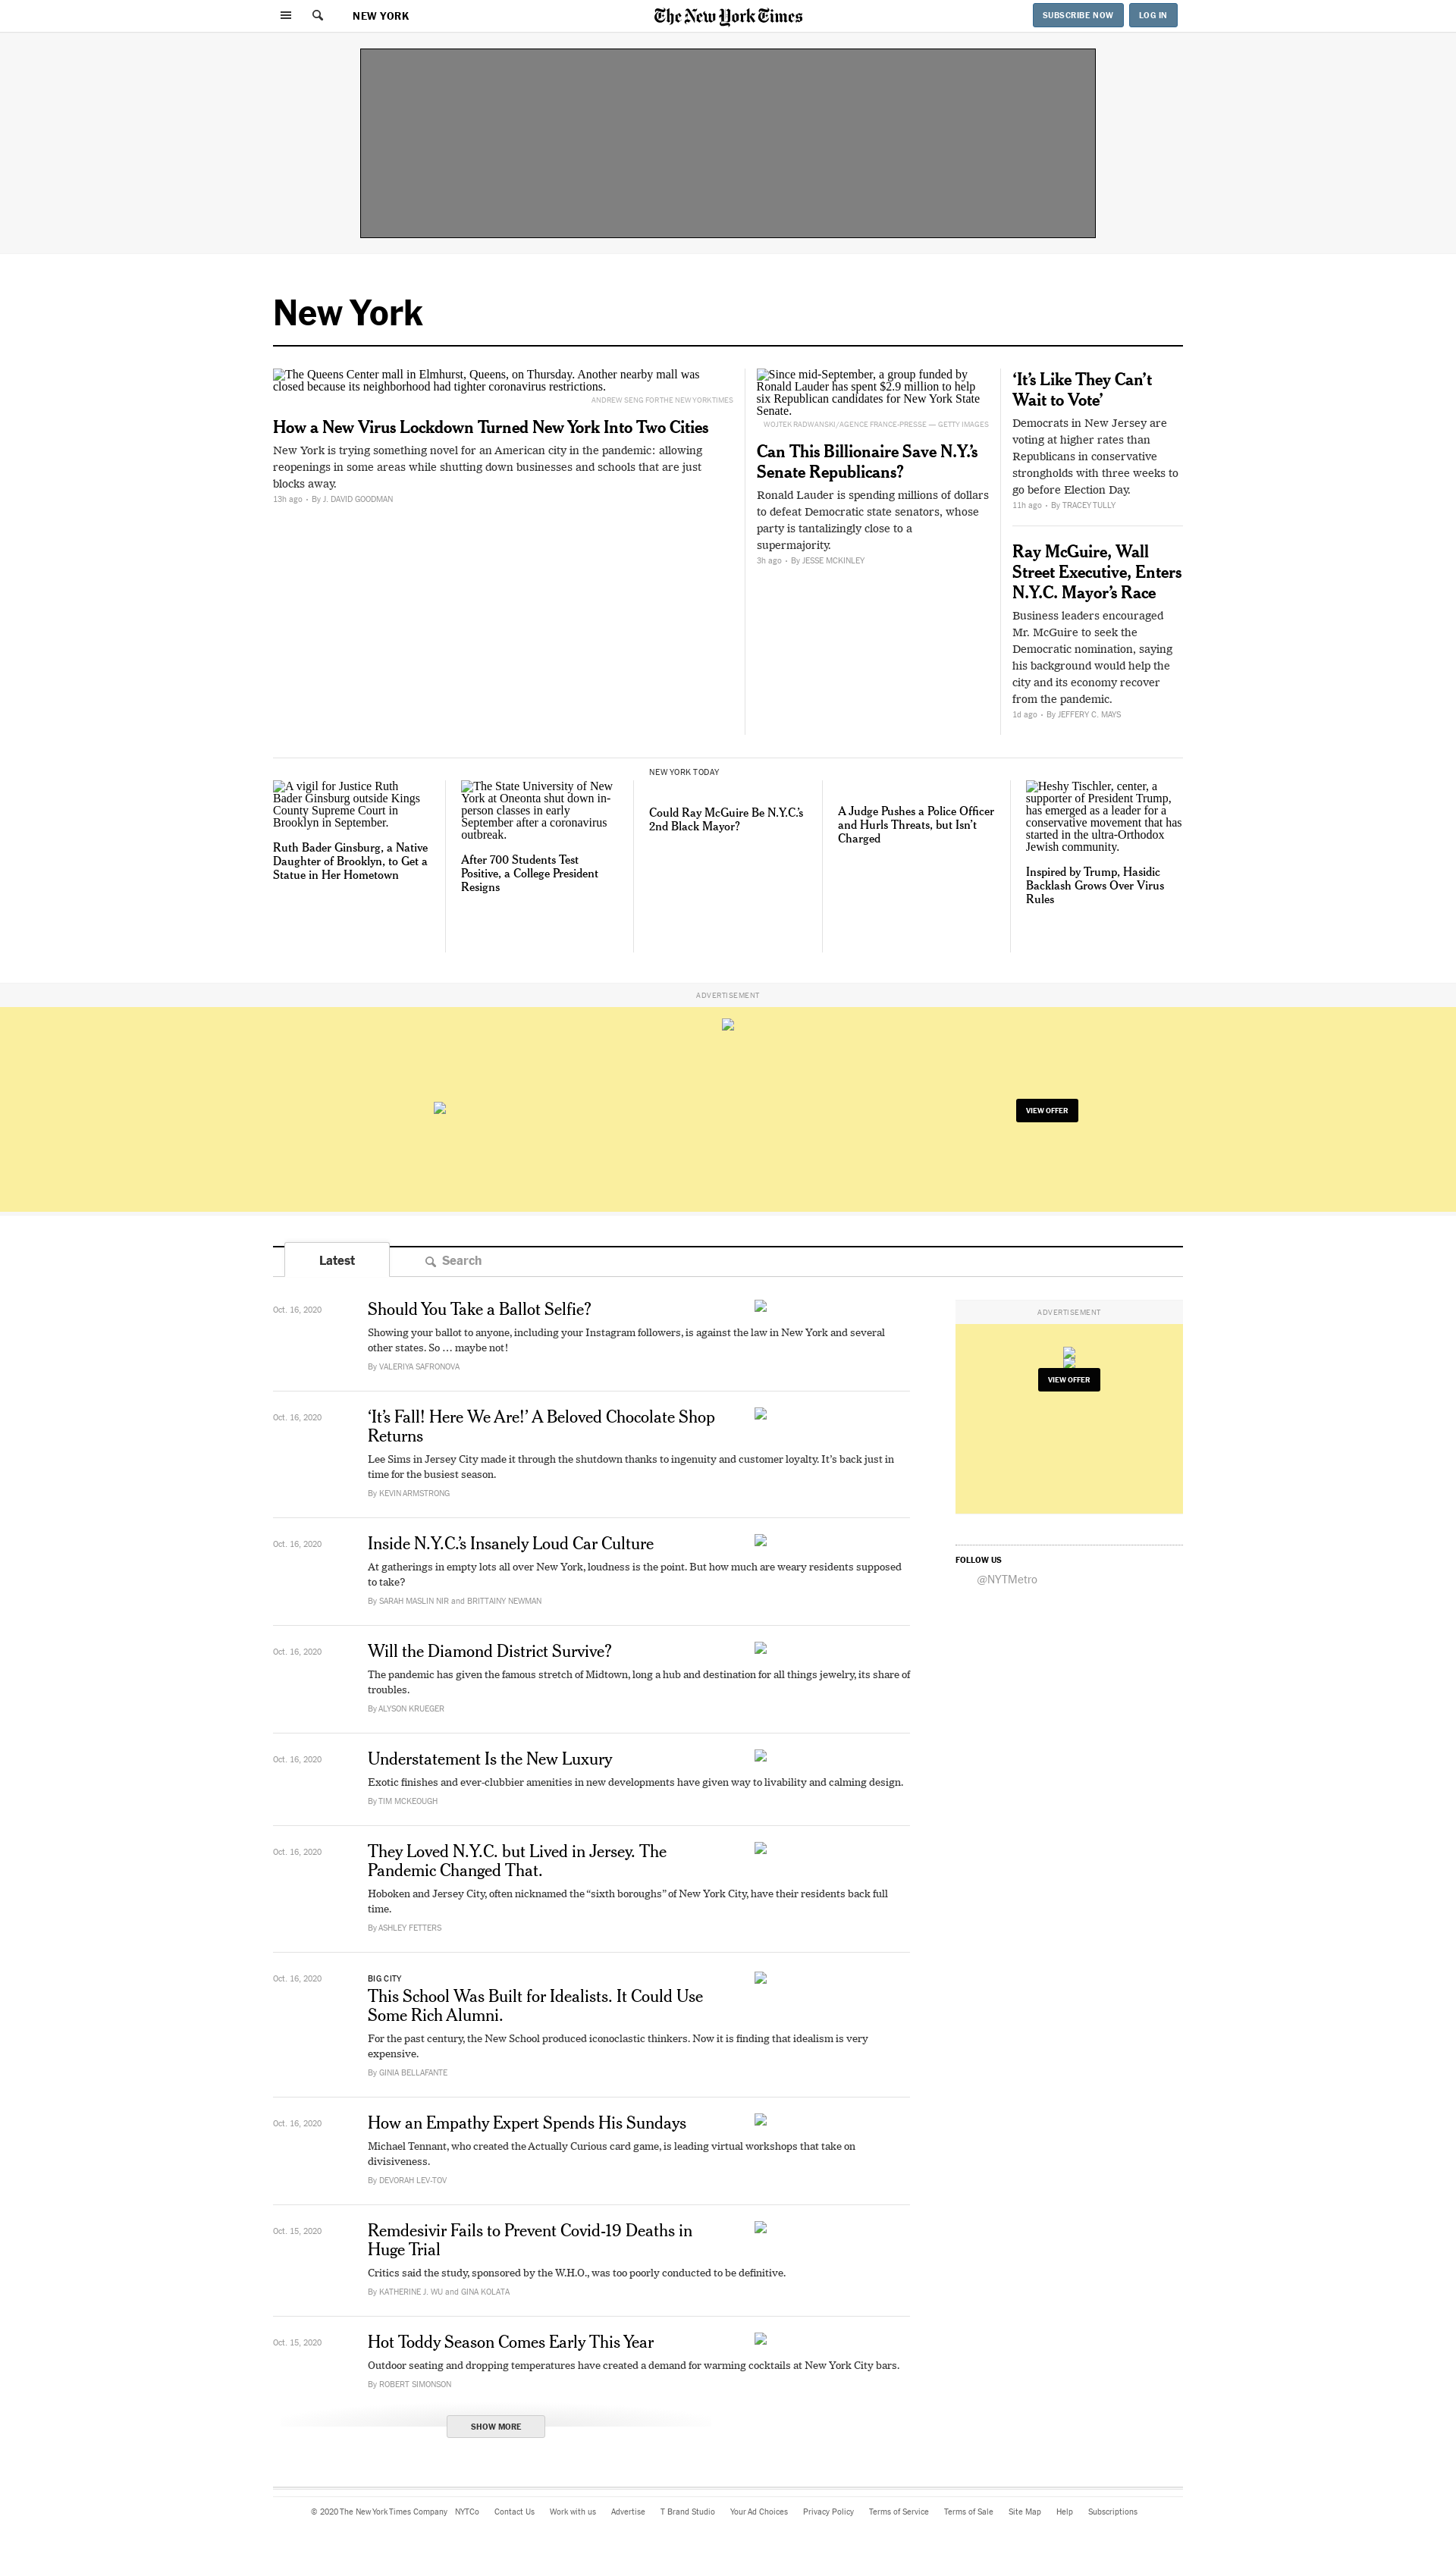 NEW YORK
The New York Times
SUBSCRIBE NOW
LOG IN
New York
The Queens Center mall in Elmhurst, Queens, on Thursday. Another nearby mall was
closed because its neighborhood had tighter coronavirus restrictions.
ANDREW SENG FOR THE NEW YORK TIMES
How a New Virus Lockdown Turned New York Into Two Cities
New York is trying something novel for an American city in the pandemic: allowing
reopenings in some areas while shutting down businesses and schools that are just
blocks away.
13h ago • By J. DAVID GOODMAN
Since mid-September, a group funded by
Ronald Lauder has spent $2.9 million to help
six Republican candidates for New York State
Senate.
WOJTEK RADWANSKI/AGENCE FRANCE-PRESSE — GETTY IMAGES
Can This Billionaire Save N.Y.’s
Senate Republicans?
Ronald Lauder is spending millions of dollars
to defeat Democratic state senators, whose
party is tantalizingly close to a
supermajority.
3h ago • By JESSE MCKINLEY
‘It’s Like They Can’t
Wait to Vote’
Democrats in New Jersey are
voting at higher rates than
Republicans in conservative
strongholds with three weeks to
go before Election Day.
11h ago • By TRACEY TULLY
Ray McGuire, Wall
Street Executive, Enters
N.Y.C. Mayor’s Race
Business leaders encouraged
Mr. McGuire to seek the
Democratic nomination, saying
his background would help the
city and its economy recover
from the pandemic.
1d ago • By JEFFERY C. MAYS
A vigil for Justice Ruth
Bader Ginsburg outside Kings
County Supreme Court in
Brooklyn in September.
Ruth Bader Ginsburg, a Native
Daughter of Brooklyn, to Get a
Statue in Her Hometown
The State University of New
York at Oneonta shut down in-
person classes in early
September after a coronavirus
outbreak.
After 700 Students Test
Positive, a College President
Resigns
NEW YORK TODAY
Could Ray McGuire Be N.Y.C.’s
2nd Black Mayor?
A Judge Pushes a Police Officer
and Hurls Threats, but Isn’t
Charged
Heshy Tischler, center, a
supporter of President Trump,
has emerged as a leader for a
conservative movement that has
started in the ultra-Orthodox
Jewish community.
Inspired by Trump, Hasidic
Backlash Grows Over Virus
Rules
ADVERTISEMENT
VIEW OFFER
Latest
Search
Oct. 16, 2020
Should You Take a Ballot Selfie?
Showing your ballot to anyone, including your Instagram followers, is against the law in New York and several
other states. So … maybe not!
By VALERIYA SAFRONOVA
Oct. 16, 2020
‘It’s Fall! Here We Are!’ A Beloved Chocolate Shop
Returns
Lee Sims in Jersey City made it through the shutdown thanks to ingenuity and customer loyalty. It’s back just in
time for the busiest season.
By KEVIN ARMSTRONG
Oct. 16, 2020
Inside N.Y.C.’s Insanely Loud Car Culture
At gatherings in empty lots all over New York, loudness is the point. But how much are weary residents supposed
to take?
By SARAH MASLIN NIR and BRITTAINY NEWMAN
Oct. 16, 2020
Will the Diamond District Survive?
The pandemic has given the famous stretch of Midtown, long a hub and destination for all things jewelry, its share of
troubles.
By ALYSON KRUEGER
Oct. 16, 2020
Understatement Is the New Luxury
Exotic finishes and ever-clubbier amenities in new developments have given way to livability and calming design.
By TIM MCKEOUGH
Oct. 16, 2020
They Loved N.Y.C. but Lived in Jersey. The
Pandemic Changed That.
Hoboken and Jersey City, often nicknamed the “sixth boroughs” of New York City, have their residents back full
time.
By ASHLEY FETTERS
Oct. 16, 2020
BIG CITY
This School Was Built for Idealists. It Could Use
Some Rich Alumni.
For the past century, the New School produced iconoclastic thinkers. Now it is finding that idealism is very
expensive.
By GINIA BELLAFANTE
Oct. 16, 2020
How an Empathy Expert Spends His Sundays
Michael Tennant, who created the Actually Curious card game, is leading virtual workshops that take on
divisiveness.
By DEVORAH LEV-TOV
Oct. 15, 2020
Remdesivir Fails to Prevent Covid-19 Deaths in
Huge Trial
Critics said the study, sponsored by the W.H.O., was too poorly conducted to be definitive.
By KATHERINE J. WU and GINA KOLATA
Oct. 15, 2020
Hot Toddy Season Comes Early This Year
Outdoor seating and dropping temperatures have created a demand for warming cocktails at New York City bars.
By ROBERT SIMONSON
SHOW MORE
ADVERTISEMENT
VIEW OFFER
FOLLOW US
@NYTMetro
© 2020 The New York Times Company NYTCo Contact Us Work with us Advertise T Brand Studio Your Ad Choices Privacy Policy Terms of Service Terms of Sale Site Map Help Subscriptions